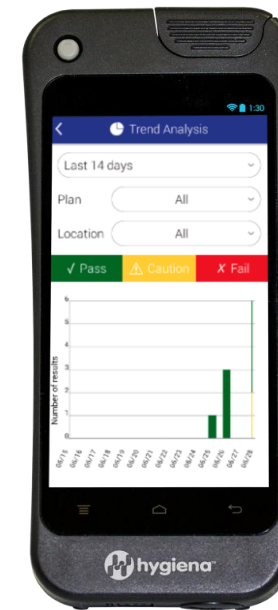 1:30
Trend Analysis
Last 14 days
Plan All
Location All
✓ Pass ⚠ Caution ✗ Fail
6
5
4
3
2
1
0
Number of results
06/15 06/16 06/17 06/18 06/19 06/20 06/21 06/22 06/23 06/24 06/25 06/26 06/27 06/28
hygiena